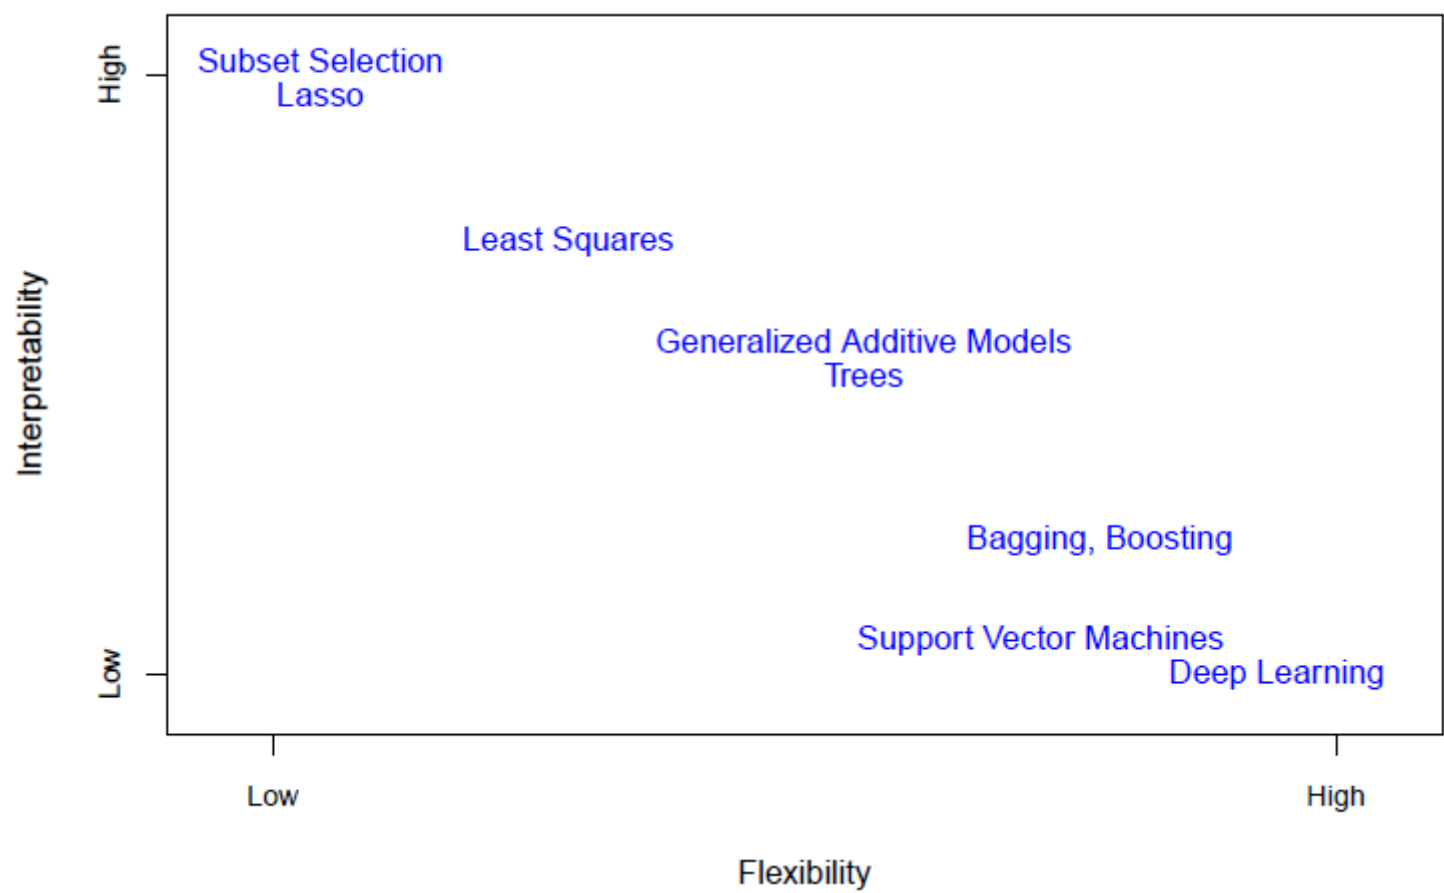 High
Subset Selection
Lasso
Least Squares
Interpretability
Generalized Additive Models
Trees
Bagging, Boosting
Support Vector Machines
Low
Deep Learning
Low
High
Flexibility